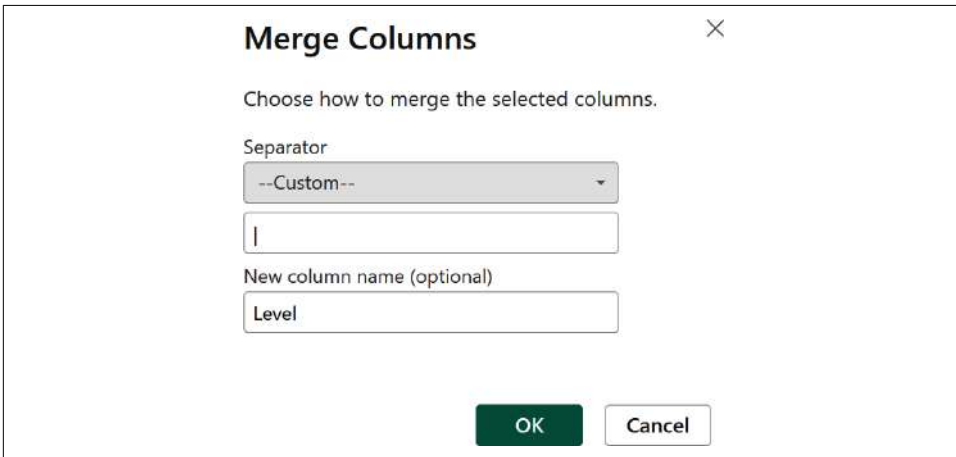 Merge Columns
Choose how to merge the selected columns.
Separator
--Custom--
|
New column name (optional)
Level
OK
Cancel